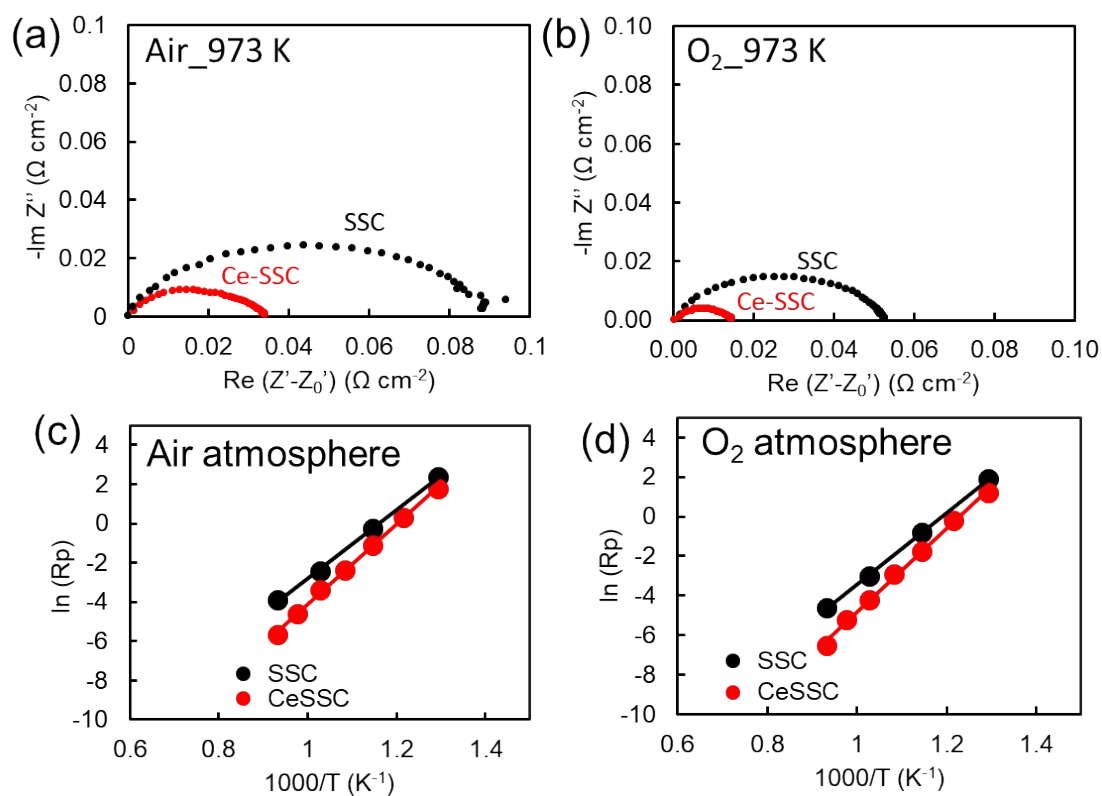 (a)
Air_973 K
0.1
0.08
0.06
0.04
0.02
0
-Im Z‘’ (Ω cm⁻²)
SSC
Ce-SSC
0
0.02
0.04
0.06
0.08
0.1
Re (Z’-Z₀’) (Ω cm⁻²)
(b)
O₂_973 K
0.10
0.08
0.06
0.04
0.02
0.00
-Im Z‘’ (Ω cm⁻²)
SSC
Ce-SSC
0.00
0.02
0.04
0.06
0.08
0.10
Re (Z’-Z₀’) (Ω cm⁻²)
(c)
Air atmosphere
4
2
0
-2
-4
-6
-8
-10
ln (Rp)
SSC
CeSSC
0.6
0.8
1
1.2
1.4
1000/T (K⁻¹)
(d)
O₂ atmosphere
4
2
0
-2
-4
-6
-8
-10
ln (Rp)
SSC
CeSSC
0.6
0.8
1
1.2
1.4
1000/T (K⁻¹)